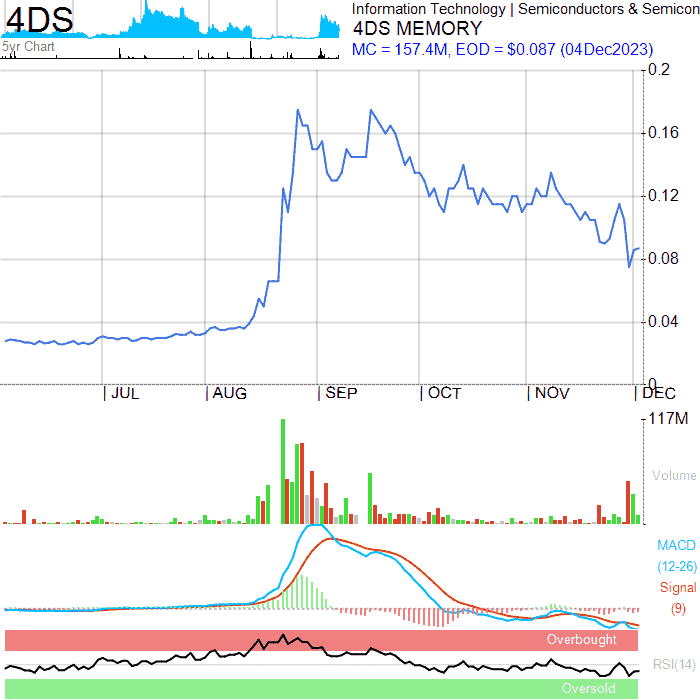 4DS
5yr Chart
Information Technology | Semiconductors & Semicon
4DS MEMORY
MC = 157.4M, EOD = $0.087 (04Dec2023)
0.2
0.16
0.12
0.08
0.04
0
JUL AUG SEP OCT NOV DEC
117M
Volume
MACD
(12-26)
Signal
(9)
Overbought
RSI(14)
Oversold